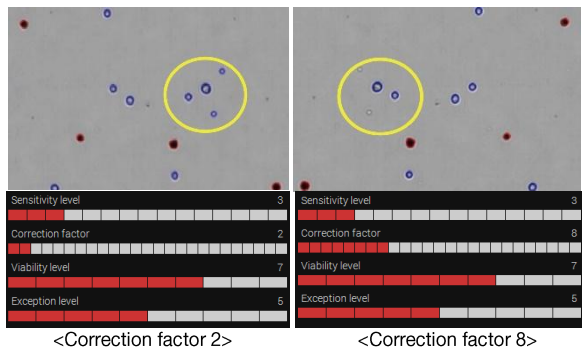 Sensitivity level 3
Correction factor 2
Viability level 7
Exception level 5
<Correction factor 2>
Sensitivity level 3
Correction factor 8
Viability level 7
Exception level 5
<Correction factor 8>